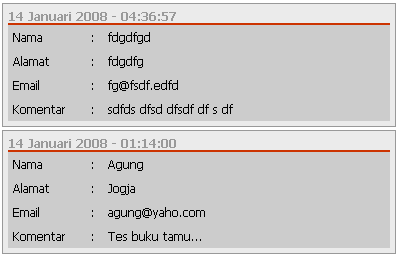 14 Januari 2008 - 04:36:57
Nama : fdgdfgd
Alamat : fdgdfg
Email : fg@fsdf.edfd
Komentar : sdfds dfsd dfsdf df s df
14 Januari 2008 - 01:14:00
Nama : Agung
Alamat : Jogja
Email : agung@yaho.com
Komentar : Tes buku tamu...